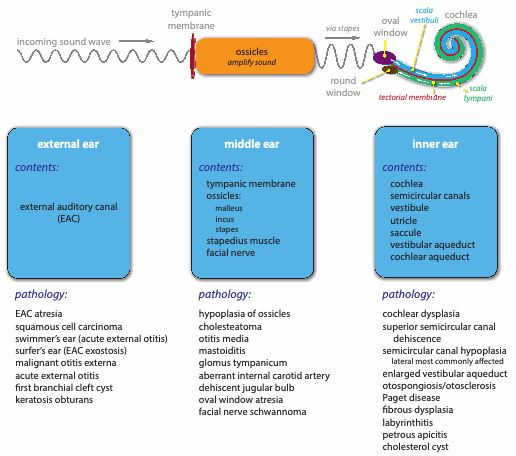 tympanic
membrane
incoming sound wave
ossicles
amplify sound
via stapes
oval
window
scala
vestibuli
cochlea
round
window
tectorial membrane
scala
tympani
external ear
contents:
external auditory canal
(EAC)
middle ear
contents:
tympanic membrane
ossicles:
malleus
incus
stapes
stapedius muscle
facial nerve
inner ear
contents:
cochlea
semicircular canals
vestibule
utricle
saccule
vestibular aqueduct
cochlear aqueduct
pathology:
EAC atresia
squamous cell carcinoma
swimmer's ear (acute external otitis)
surfer's ear (EAC exostosis)
malignant otitis externa
acute external otitis
first branchial cleft cyst
keratosis obturans
pathology:
hypoplasia of ossicles
cholesteatoma
otitis media
mastoiditis
glomus tympanicum
aberrant internal carotid artery
dehiscent jugular bulb
oval window atresia
facial nerve schwannoma
pathology:
cochlear dysplasia
superior semicircular canal
dehiscence
semicircular canal hypoplasia
lateral most commonly affected
enlarged vestibular aqueduct
otospongiosis/otosclerosis
Paget disease
fibrous dysplasia
labyrinthitis
petrous apicitis
cholesterol cyst